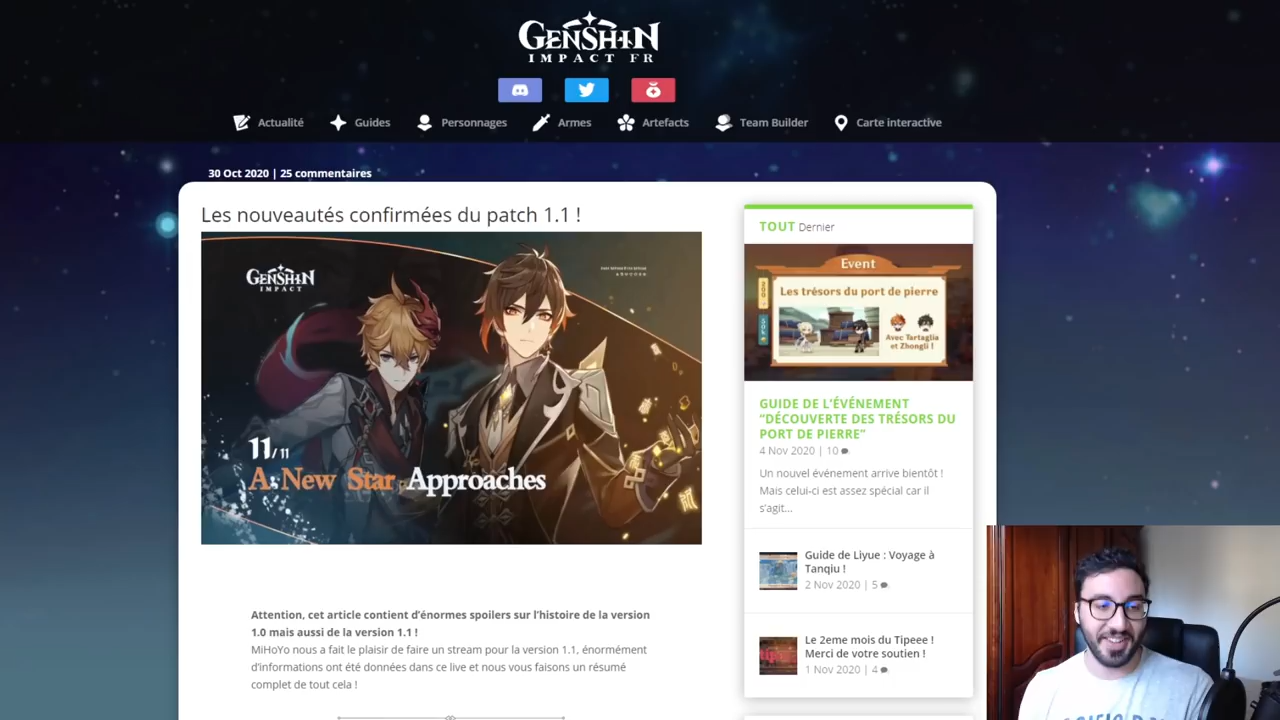 GENSHIN
IMPACT FR
Actualité
Guides
Personnages
Armes
Artefacts
Team Builder
Carte interactive
30 Oct 2020 | 25 commentaires
Les nouveautés confirmées du patch 1.1 !
GENSHIN
IMPACT
11/11
A New Star Approaches
Attention, cet article contient d'énormes spoilers sur l'histoire de la version
1.0 mais aussi de la version 1.1 !
MiHoYo nous a fait le plaisir de faire un stream pour la version 1.1, énormément
d'informations ont été données dans ce live et nous vous faisons un résumé
complet de tout cela !
TOUT Dernier
Event
Les trésors du port de pierre
Avec Tartaglia
et Zhongli !
GUIDE DE L'ÉVÉNEMENT
“DÉCOUVERTE DES TRÉSORS DU
PORT DE PIERRE”
4 Nov 2020 | 10
Un nouvel événement arrive bientôt !
Mais celui-ci est assez spécial car il
s'agit...
Guide de Liyue : Voyage à
Tanqiu !
2 Nov 2020 | 5
Le 2eme mois du Tipeee !
Merci de votre soutien !
1 Nov 2020 | 4